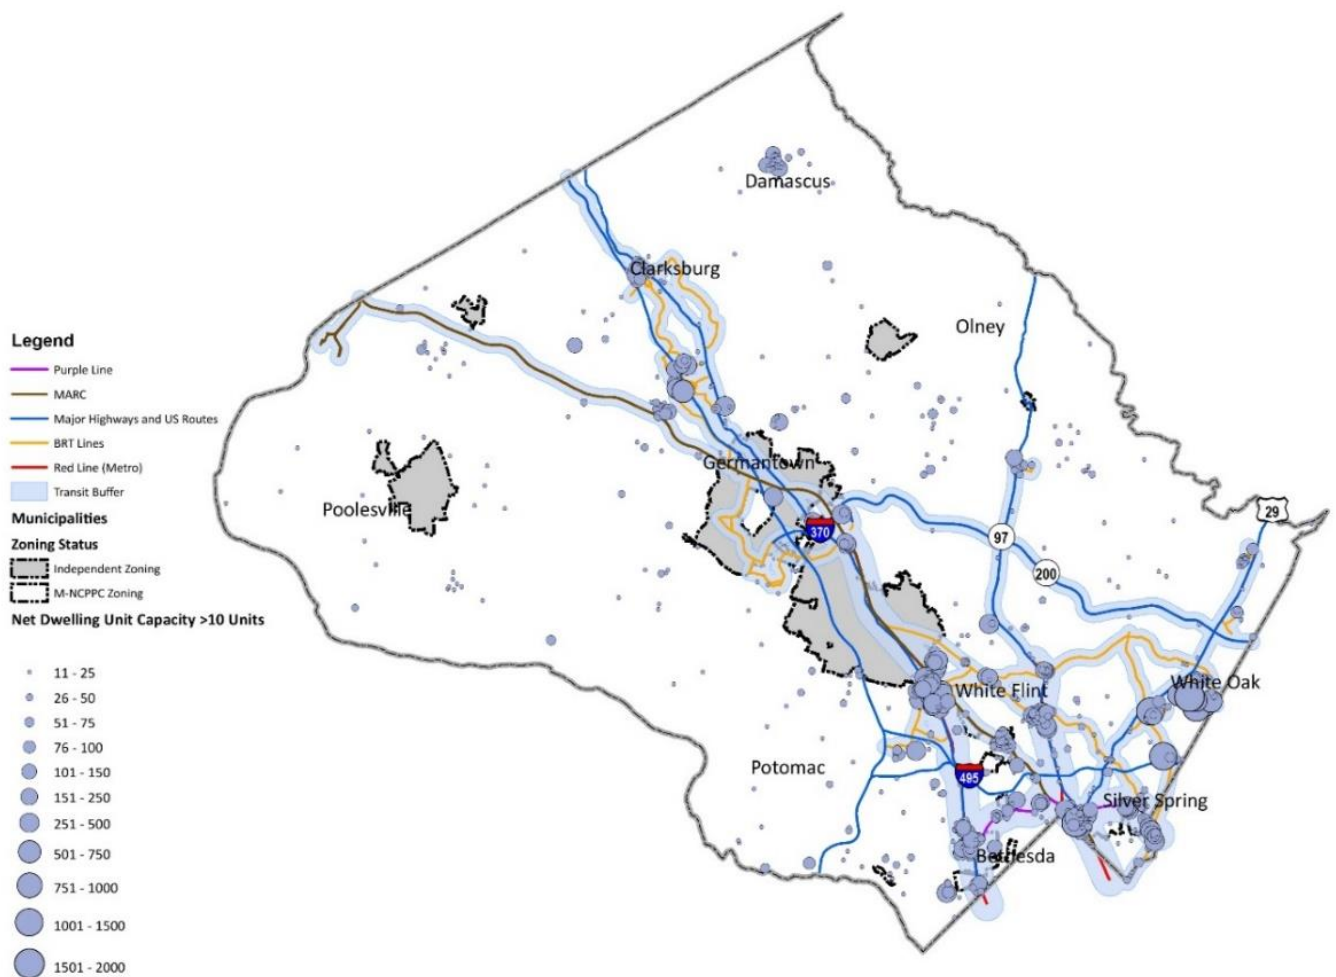 Damascus
Clarksburg
Olney
Legend
Purple Line
MARC
Major Highways and US Routes
BRT Lines
Red Line (Metro)
Transit Buffer
Germantown
Poolesville
Municipalities
Zoning Status
Independent Zoning
M-NCPPC Zoning
Net Dwelling Unit Capacity >10 Units
29
370
97
200
11 - 25
26 - 50
51 - 75
76 - 100
101 - 150
151 - 250
251 - 500
501 - 750
751 - 1000
1001 - 1500
1501 - 2000
White Flint
White Oak
Potomac
495
Silver Spring
Bethesda